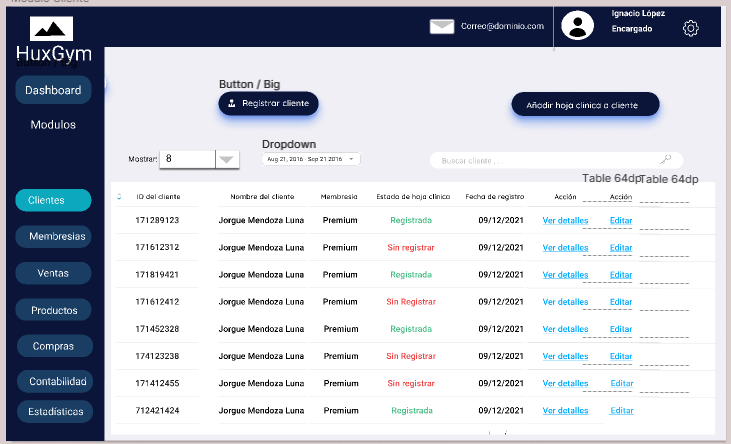 Modulo Cliente
HuxGym
Correo@dominio.com
Ignacio López
Encargado
Dashboard
Modulos
Clientes
Membresias
Ventas
Productos
Compras
Contabilidad
Estadísticas
Button / Big
Registrar cliente
Añadir hoja clinica a cliente
Mostrar: 8
Dropdown
Aug 21, 2016 - Sep 21 2016
Buscar cliente . . .
Table 64dp Table 64dp
ID del cliente Nombre del cliente Membresia Estada de hoja clínica Fecha de registro Acción Acción
171289123 Jorgue Mendoza Luna Premium Registrada 09/12/2021 Ver detalles Editar
171612312 Jorgue Mendoza Luna Premium Sin registrar 09/12/2021 Ver detalles Editar
171819421 Jorgue Mendoza Luna Premium Registrada 09/12/2021 Ver detalles Editar
171612412 Jorgue Mendoza Luna Premium Sin Registrar 09/12/2021 Ver detalles Editar
171452328 Jorgue Mendoza Luna Premium Registrada 09/12/2021 Ver detalles Editar
174123238 Jorgue Mendoza Luna Premium Sin Registrar 09/12/2021 Ver detalles Editar
171412455 Jorgue Mendoza Luna Premium Sin registrar 09/12/2021 Ver detalles Editar
712421424 Jorgue Mendoza Luna Premium Registrada 09/12/2021 Ver detalles Editar